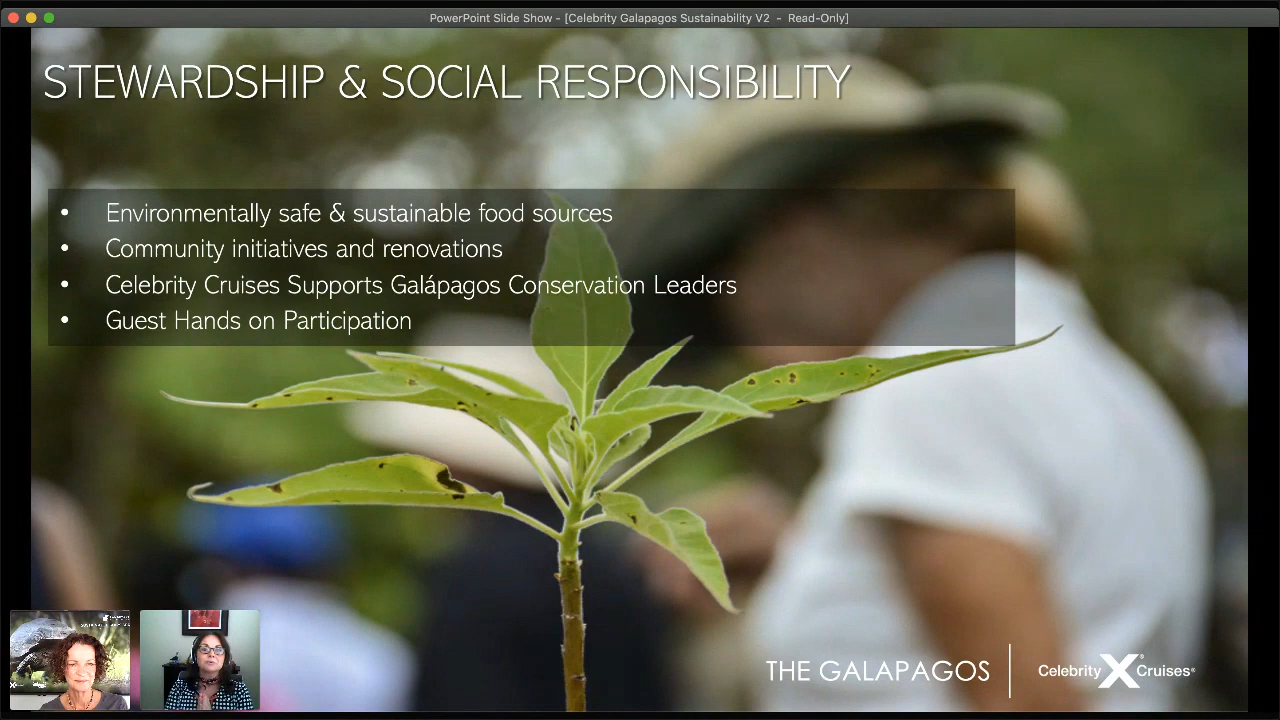 PowerPoint Slide Show - [Celebrity Galapagos Sustainability V2 - Read-Only]
STEWARDSHIP & SOCIAL RESPONSIBILITY
• Environmentally safe & sustainable food sources
• Community initiatives and renovations
• Celebrity Cruises Supports Galápagos Conservation Leaders
• Guest Hands on Participation
THE GALAPAGOS
Celebrity X Cruises®